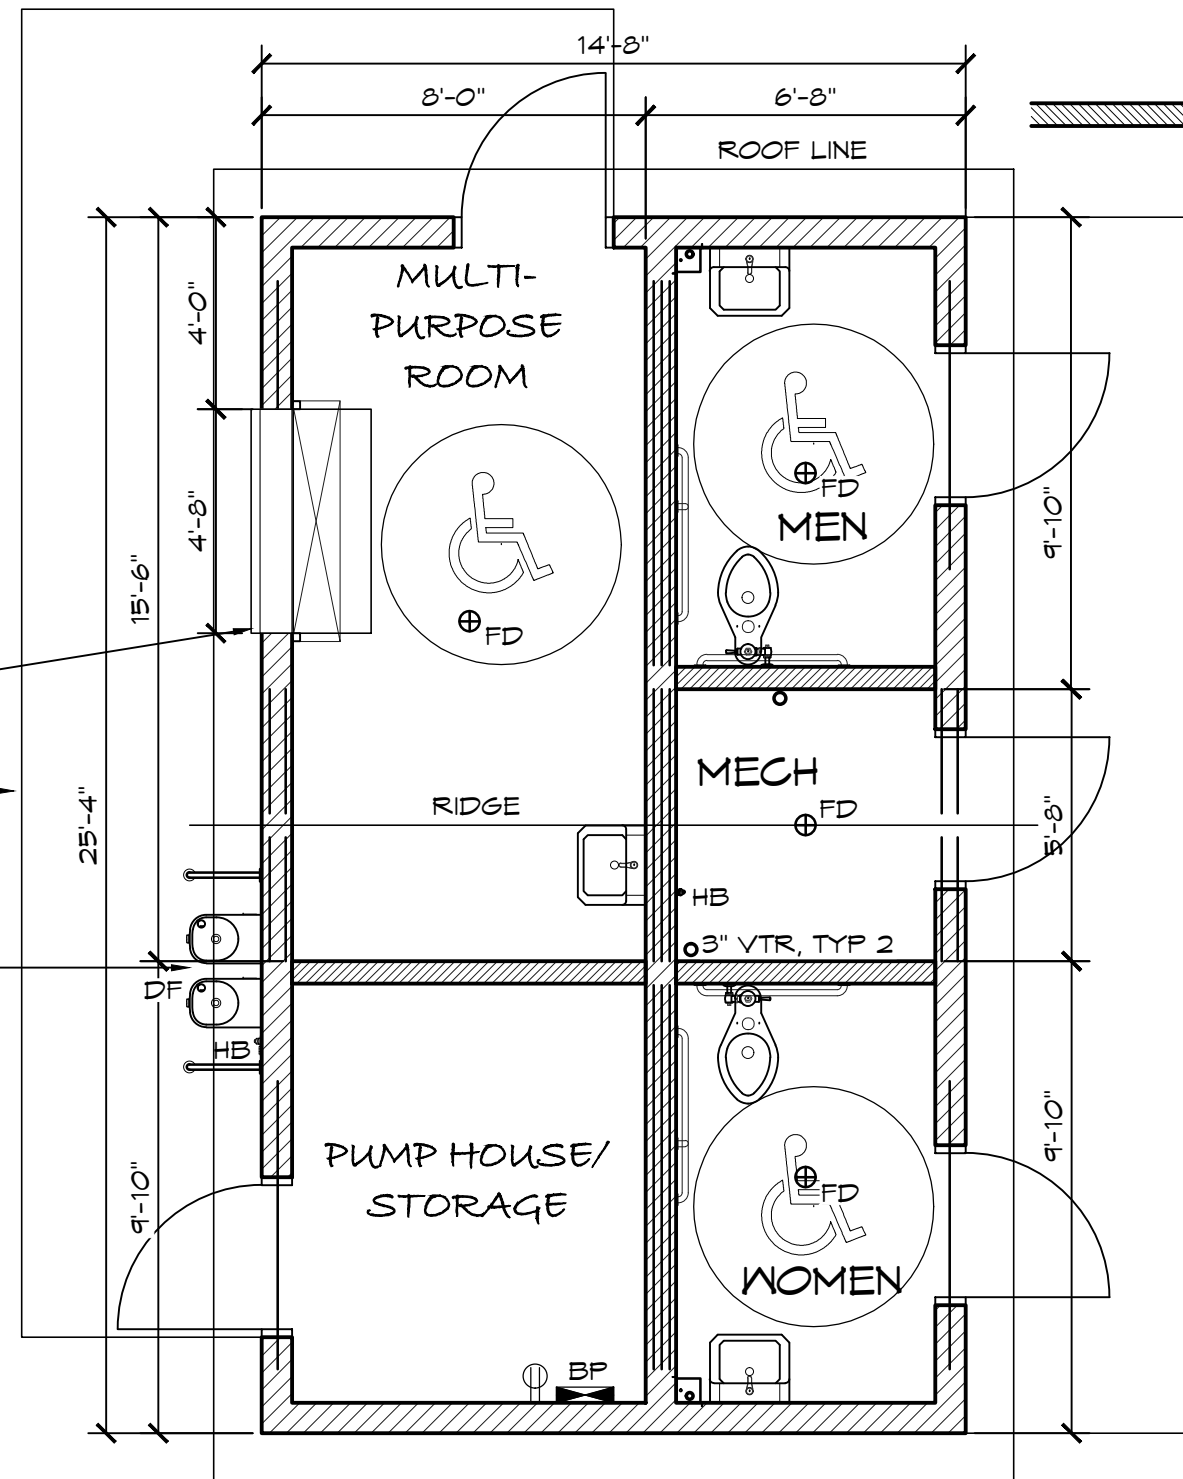 14'-8"
8'-0"
6'-8"
ROOF LINE
MULTI-
PURPOSE
ROOM
4'-0"
4'-8"
15'-6"
25'-4"
9'-10"
FD
MEN
9'-10"
FD
MECH
RIDGE
FD
5'-8"
HB
3" VTR, TYP 2
DF
HB
PUMP HOUSE/
STORAGE
FD
WOMEN
9'-10"
BP